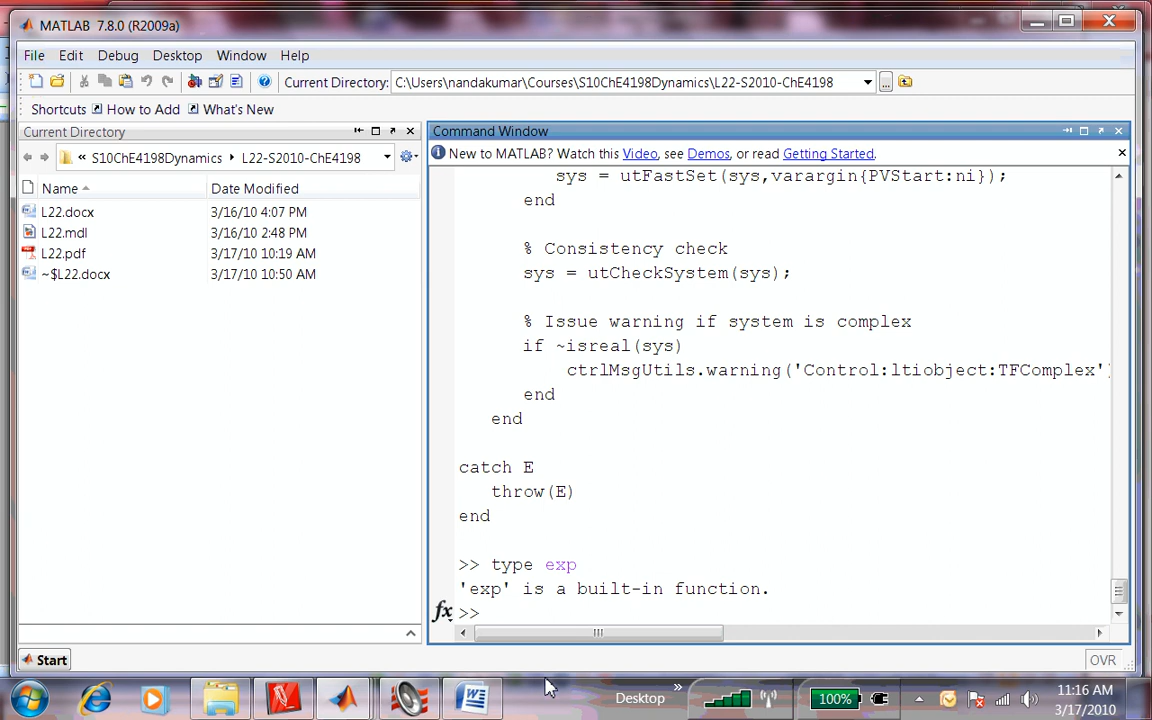 MATLAB 7.8.0 (R2009a)
File Edit Debug Desktop Window Help
Current Directory: C:\Users\nandakumar\Courses\S10ChE4198Dynamics\L22-S2010-ChE4198
Shortcuts How to Add What's New
Current Directory
« S10ChE4198Dynamics L22-S2010-ChE4198
Name Date Modified
L22.docx 3/16/10 4:07 PM
L22.mdl 3/16/10 2:48 PM
L22.pdf 3/17/10 10:19 AM
~$L22.docx 3/17/10 10:50 AM
Command Window
New to MATLAB? Watch this Video, see Demos, or read Getting Started.
sys = utFastSet(sys,varargin{PVStart:ni});
end
% Consistency check
sys = utCheckSystem(sys);
% Issue warning if system is complex
if ~isreal(sys)
ctrlMsgUtils.warning('Control:ltiobject:TFComplex'
end
end
catch E
throw(E)
end
>> type exp
'exp' is a built-in function.
fx >>
Start
OVR
Desktop »
100%
11:16 AM
3/17/2010